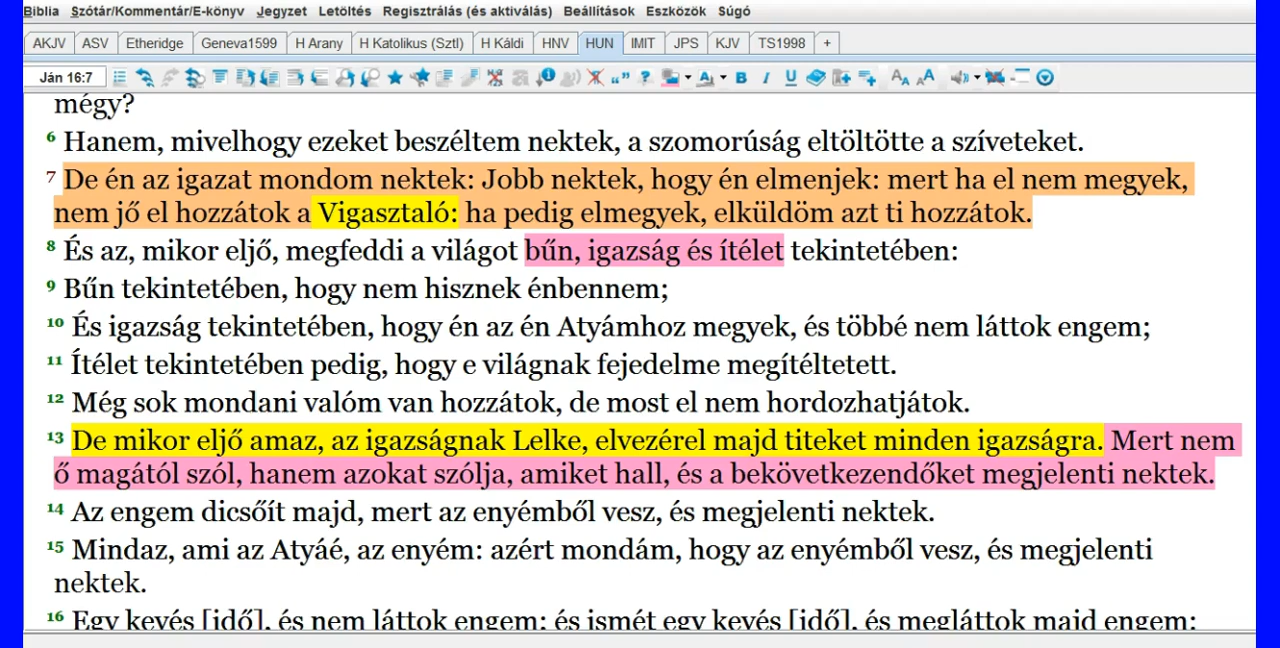 Biblia Szótár/Kommentár/E-könyv Jegyzet Letöltés Regisztrálás (és aktiválás) Beállítások Eszközök Súgó
AKJV ASV Etheridge Geneva1599 H Arany H Katolikus (Sztl) H Káldi HNV HUN IMIT JPS KJV TS1998 +
Ján 16:7
mégy?
6 Hanem, mivelhogy ezeket beszéltem nektek, a szomorúság eltöltötte a szíveteket.
7 De én az igazat mondom nektek: Jobb nektek, hogy én elmenjek: mert ha el nem megyek,
nem jő el hozzátok a Vigasztaló: ha pedig elmegyek, elküldöm azt ti hozzátok.
8 És az, mikor eljő, megfeddi a világot bűn, igazság és ítélet tekintetében:
9 Bűn tekintetében, hogy nem hisznek énbennem;
10 És igazság tekintetében, hogy én az én Atyámhoz megyek, és többé nem láttok engem;
11 Ítélet tekintetében pedig, hogy e világnak fejedelme megítéltetett.
12 Még sok mondani valóm van hozzátok, de most el nem hordozhatjátok.
13 De mikor eljő amaz, az igazságnak Lelke, elvezérel majd titeket minden igazságra. Mert nem
ő magától szól, hanem azokat szólja, amiket hall, és a bekövetkezendőket megjelenti nektek.
14 Az engem dicsőít majd, mert az enyémből vesz, és megjelenti nektek.
15 Mindaz, ami az Atyáé, az enyém: azért mondám, hogy az enyémből vesz, és megjelenti
nektek.
16 Egy kevés [idő], és nem láttok engem: és ismét egy kevés [idő], és megláttok majd engem: